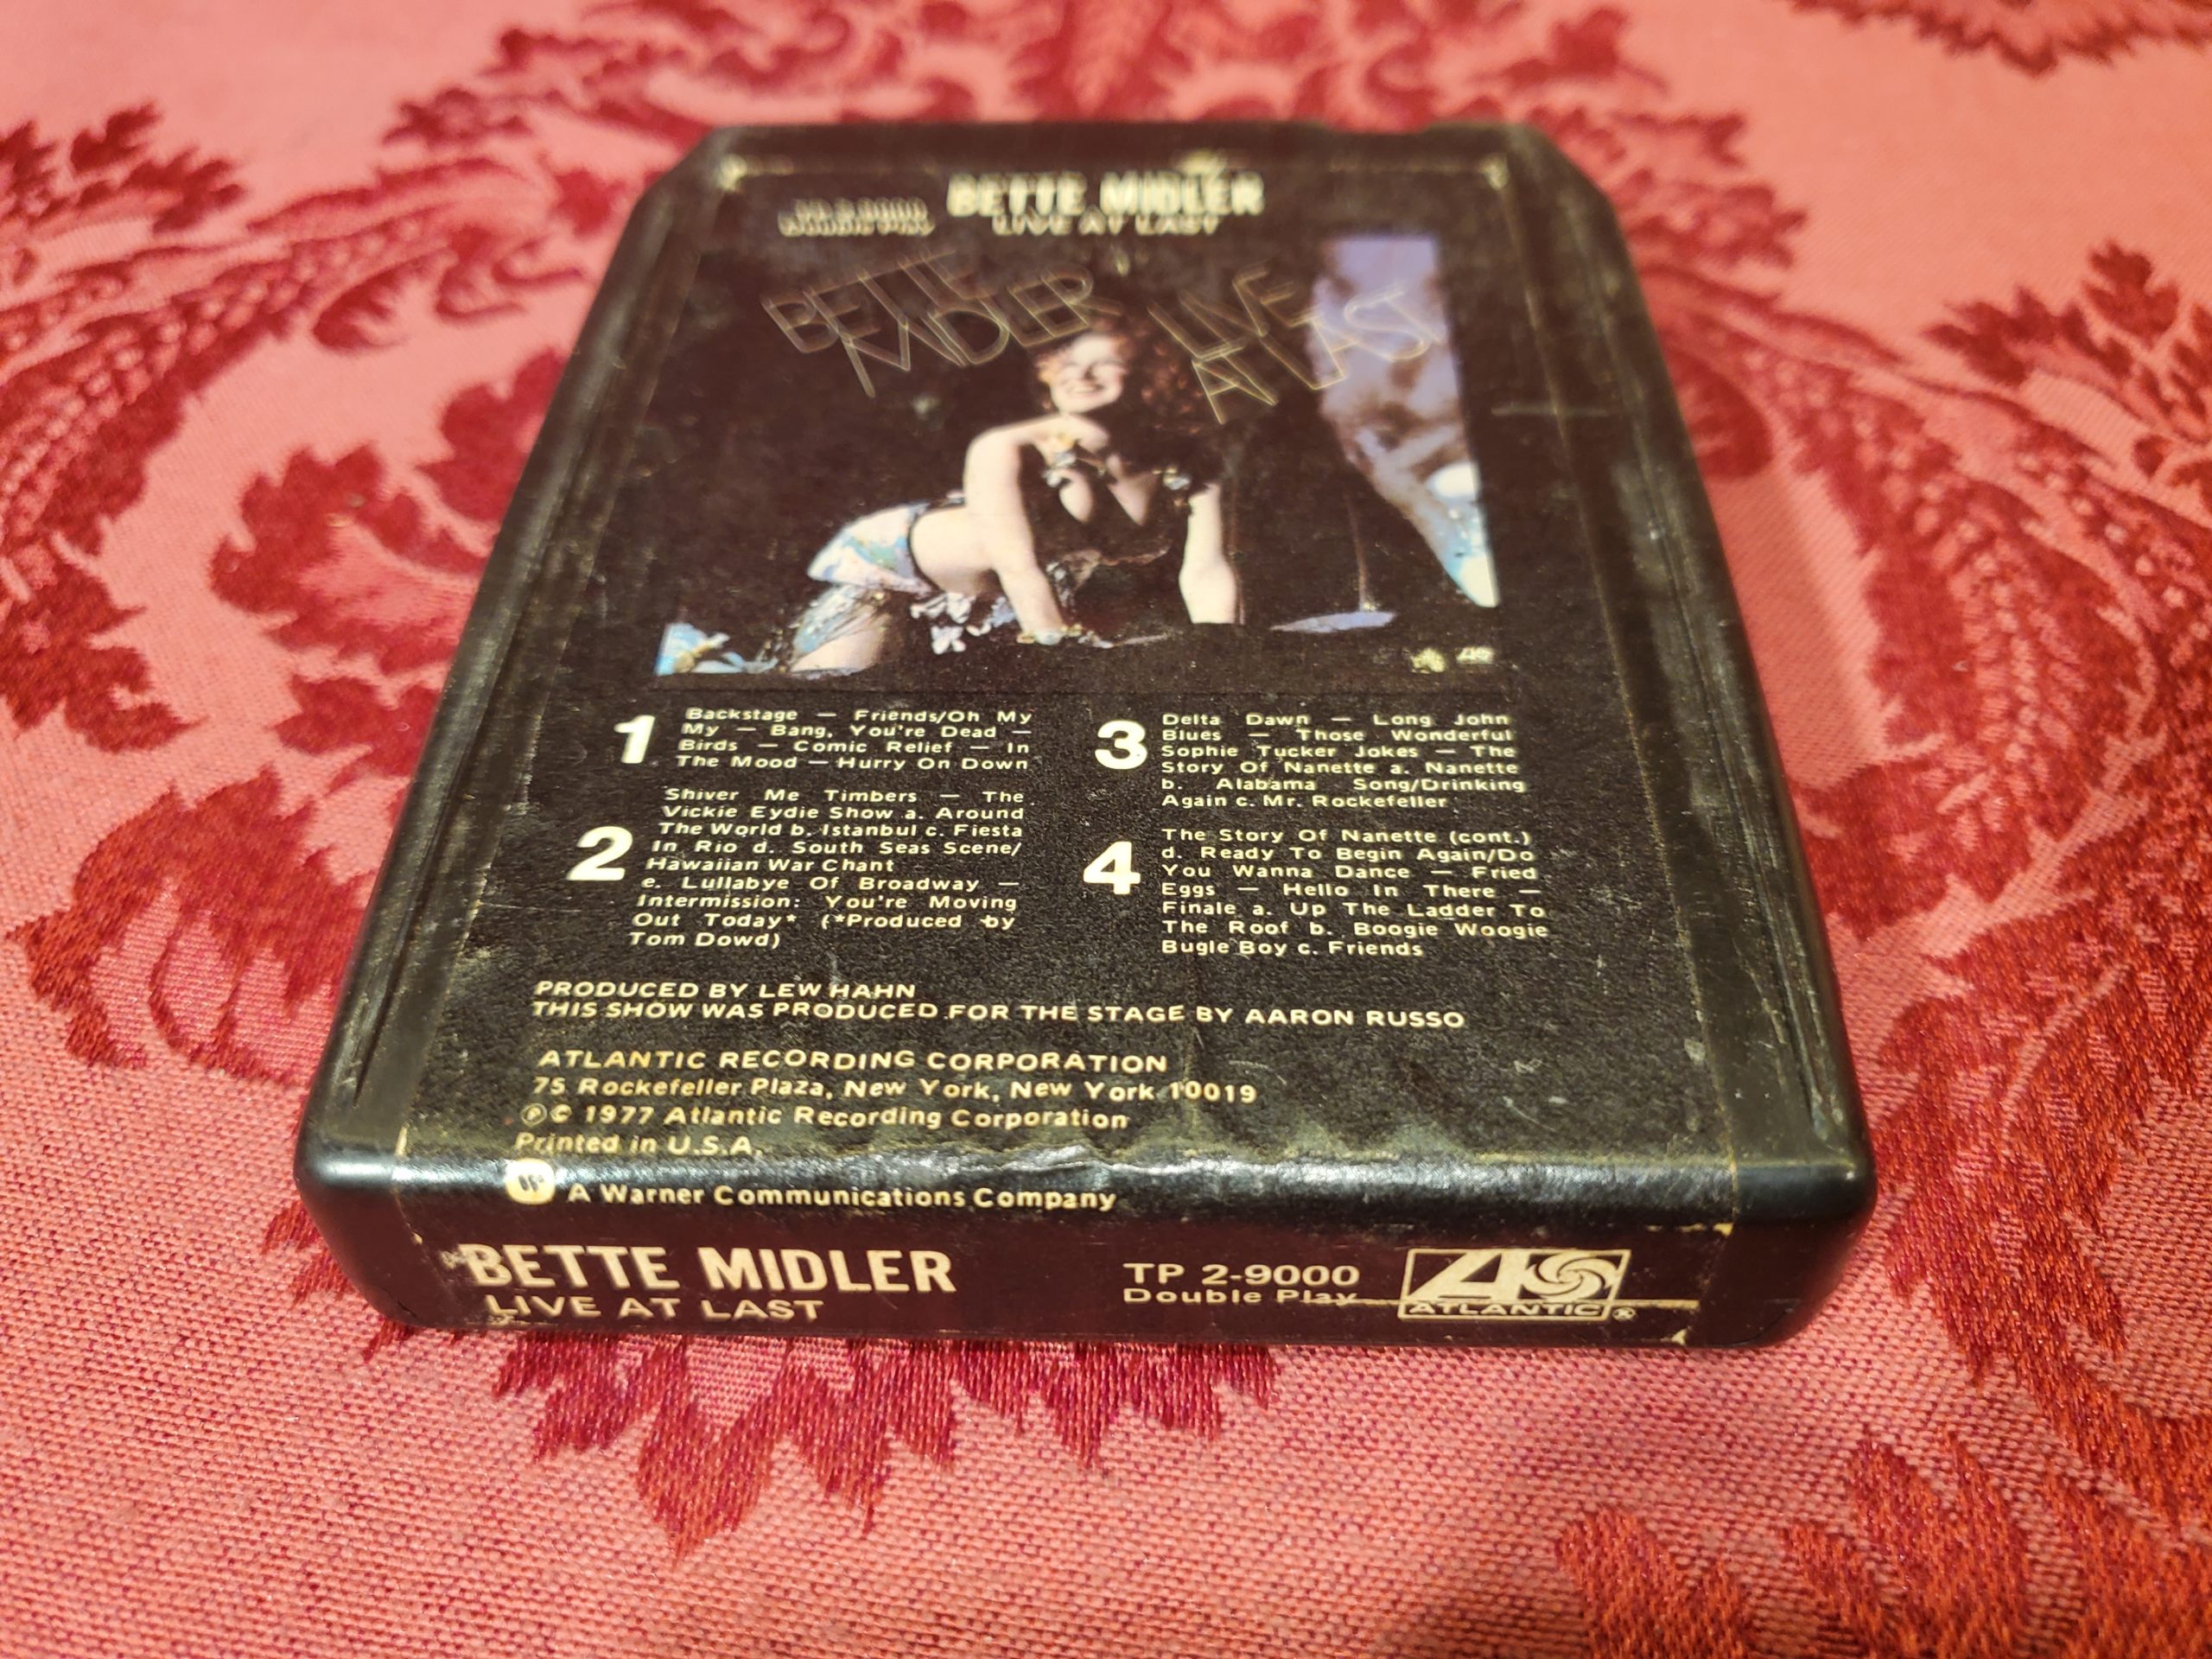 BETTE MIDLER
LIVE AT LAST
TP 2-9000
Double Play
BETTE
MIDLER
LIVE
AT LAST
1
Backstage — Friends/Oh My
My — Bang, You're Dead —
Birds — Comic Relief — In
The Mood — Hurry On Down
2
Shiver Me Timbers — The
Vickie Eydie Show a. Around
The World b. Istanbul c. Fiesta
In Rio d. South Seas Scene/
Hawaiian War Chant
e. Lullabye Of Broadway —
Intermission: You're Moving
Out Today* (*Produced by
Tom Dowd)
3
Delta Dawn — Long John
Blues — Those Wonderful
Sophie Tucker Jokes — The
Story Of Nanette a. Nanette
b. Alabama Song/Drinking
Again c. Mr. Rockefeller
4
The Story Of Nanette (cont.)
d. Ready To Begin Again/Do
You Wanna Dance — Fried
Eggs — Hello In There —
Finale a. Up The Ladder To
The Roof b. Boogie Woogie
Bugle Boy c. Friends
PRODUCED BY LEW HAHN
THIS SHOW WAS PRODUCED FOR THE STAGE BY AARON RUSSO
ATLANTIC RECORDING CORPORATION
75 Rockefeller Plaza, New York, New York 10019
℗© 1977 Atlantic Recording Corporation
Printed in U.S.A.
A Warner Communications Company
BETTE MIDLER
LIVE AT LAST
TP 2-9000
Double Play
ATLANTIC®